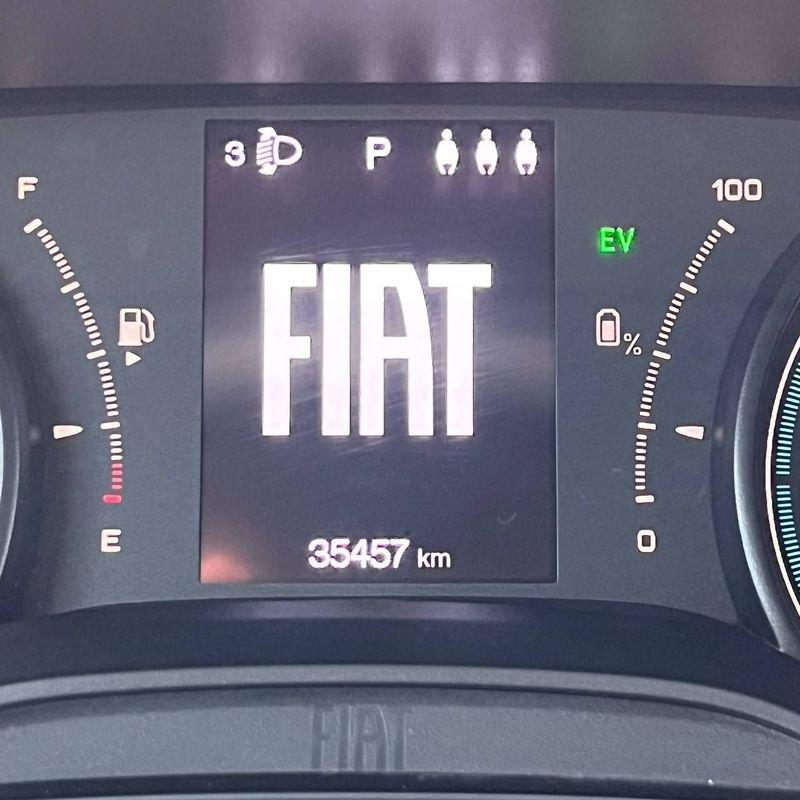 3 P
F 100
EV
FIAT
%
E 0
35457 km
FIAT